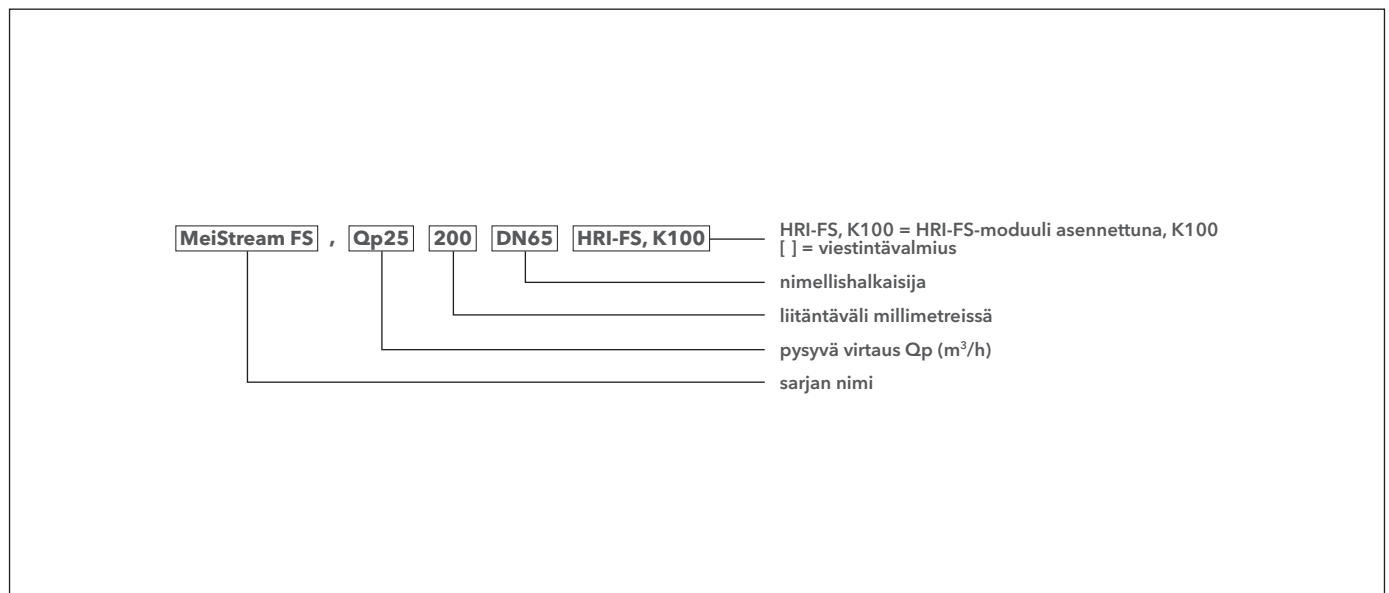 MeiStream FS , Qp25 200 DN65 HRI-FS, K100
HRI-FS, K100 = HRI-FS-moduuli asennettuna, K100
[ ] = viestintävalmius
nimellishalkaisija
liitäntäväli millimetreissä
pysyvä virtaus Qp (m³/h)
sarjan nimi